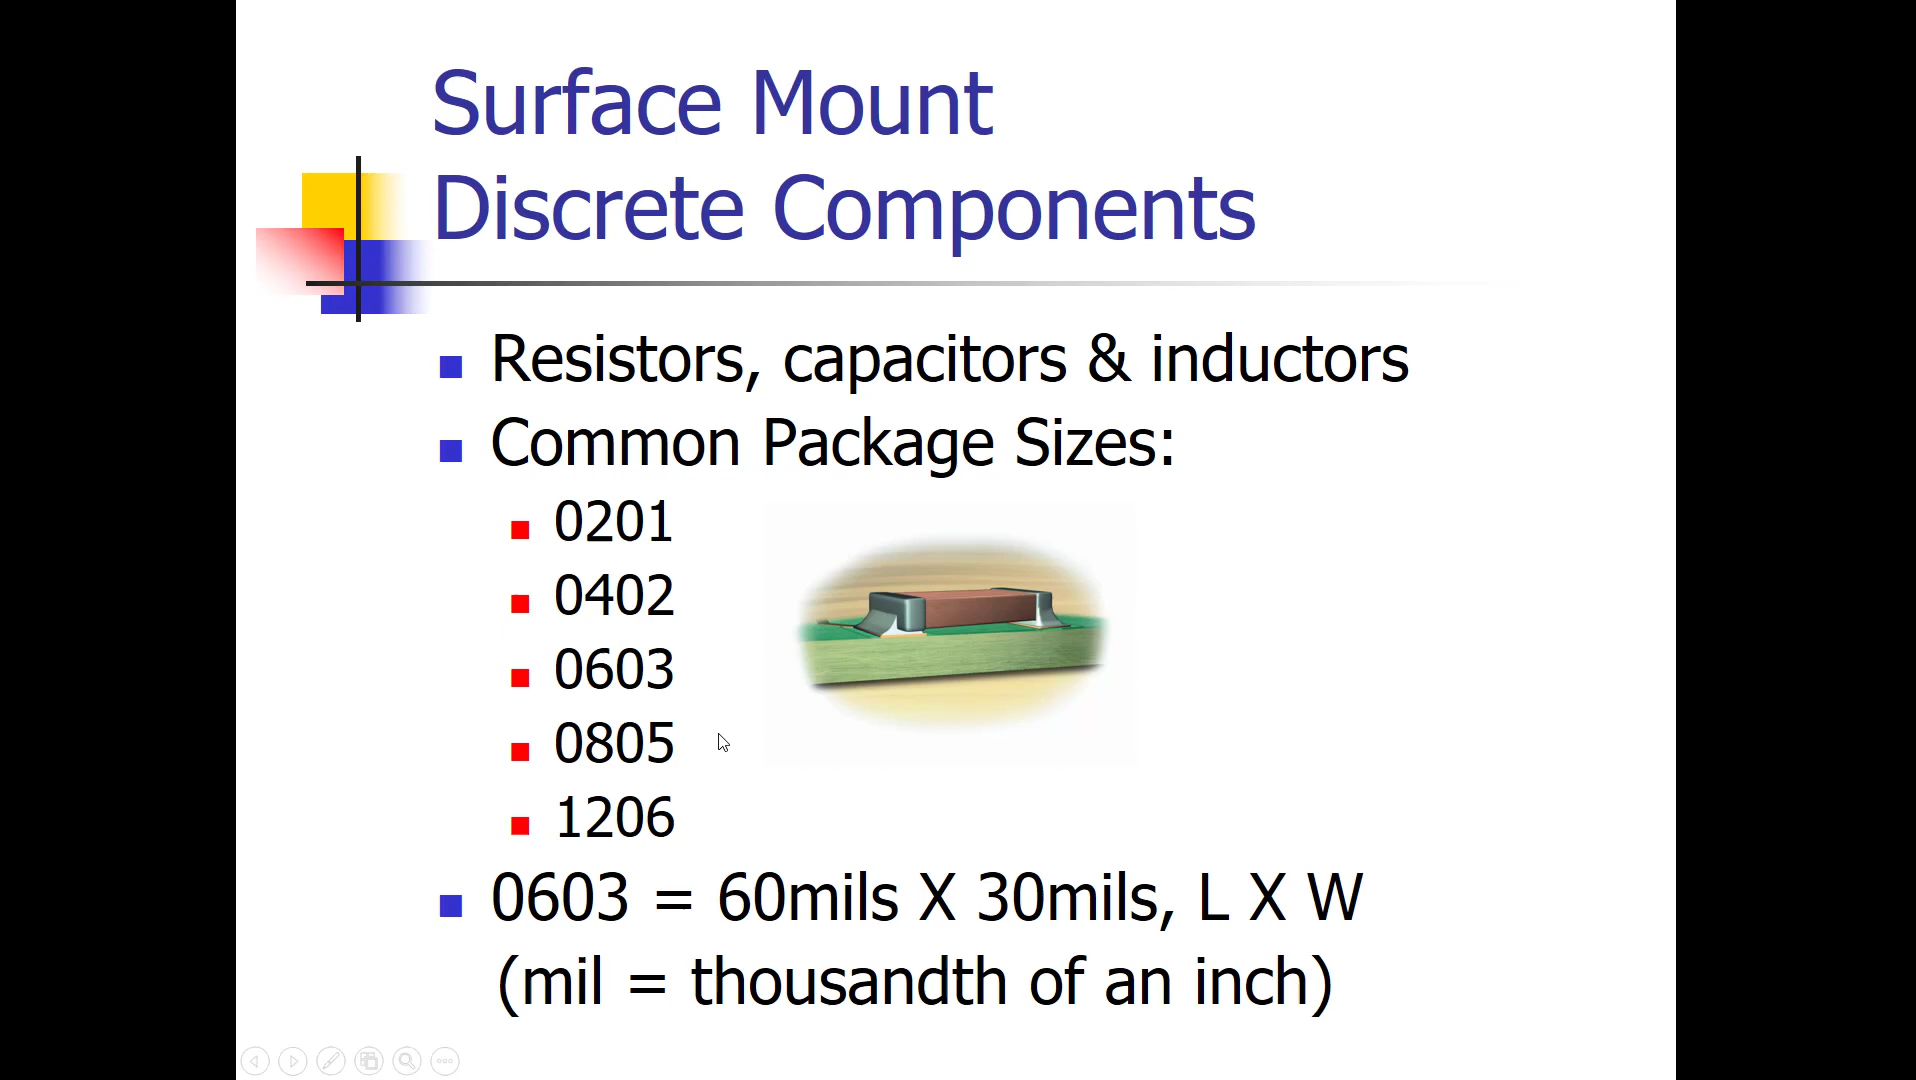 Surface Mount
Discrete Components
Resistors, capacitors & inductors
Common Package Sizes:
0201
0402
0603
0805
1206
0603 = 60mils X 30mils, L X W
(mil = thousandth of an inch)